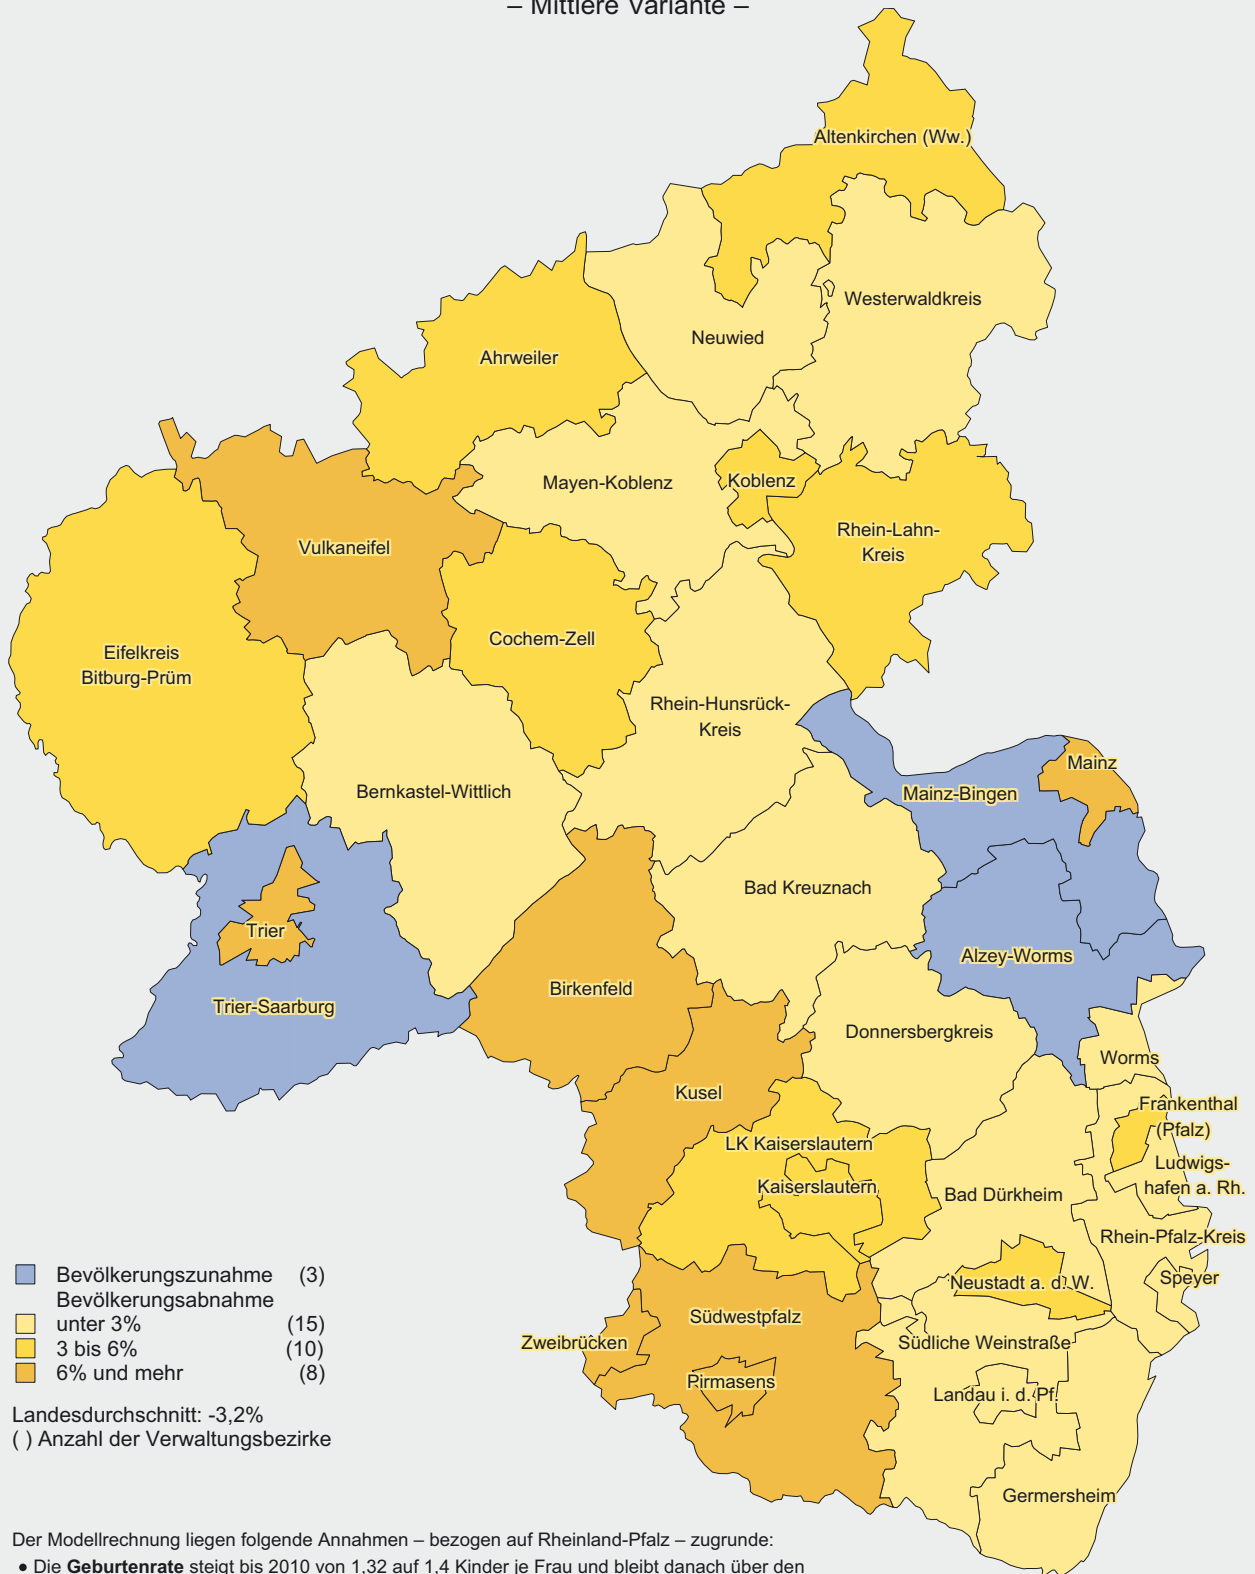 – Mittlere Variante –
Altenkirchen (Ww.)
Westerwaldkreis
Neuwied
Ahrweiler
Mayen-Koblenz
Koblenz
Rhein-Lahn-
Kreis
Vulkaneifel
Cochem-Zell
Eifelkreis
Bitburg-Prüm
Rhein-Hunsrück-
Kreis
Mainz
Bernkastel-Wittlich
Mainz-Bingen
Bad Kreuznach
Trier
Alzey-Worms
Birkenfeld
Trier-Saarburg
Donnersbergkreis
Worms
Kusel
Frankenthal
(Pfalz)
LK Kaiserslautern
Ludwigs-
hafen a. Rh.
Kaiserslautern
Bad Dürkheim
Rhein-Pfalz-Kreis
Speyer
Neustadt a. d. W.
Südwestpfalz
Zweibrücken
Südliche Weinstraße
Pirmasens
Landau i. d. Pf.
Germersheim
Bevölkerungszunahme (3)
Bevölkerungsabnahme
unter 3% (15)
3 bis 6% (10)
6% und mehr (8)
Landesdurchschnitt: -3,2%
( ) Anzahl der Verwaltungsbezirke
Der Modellrechnung liegen folgende Annahmen – bezogen auf Rheinland-Pfalz – zugrunde:
• Die Geburtenrate steigt bis 2010 von 1,32 auf 1,4 Kinder je Frau und bleibt danach über den